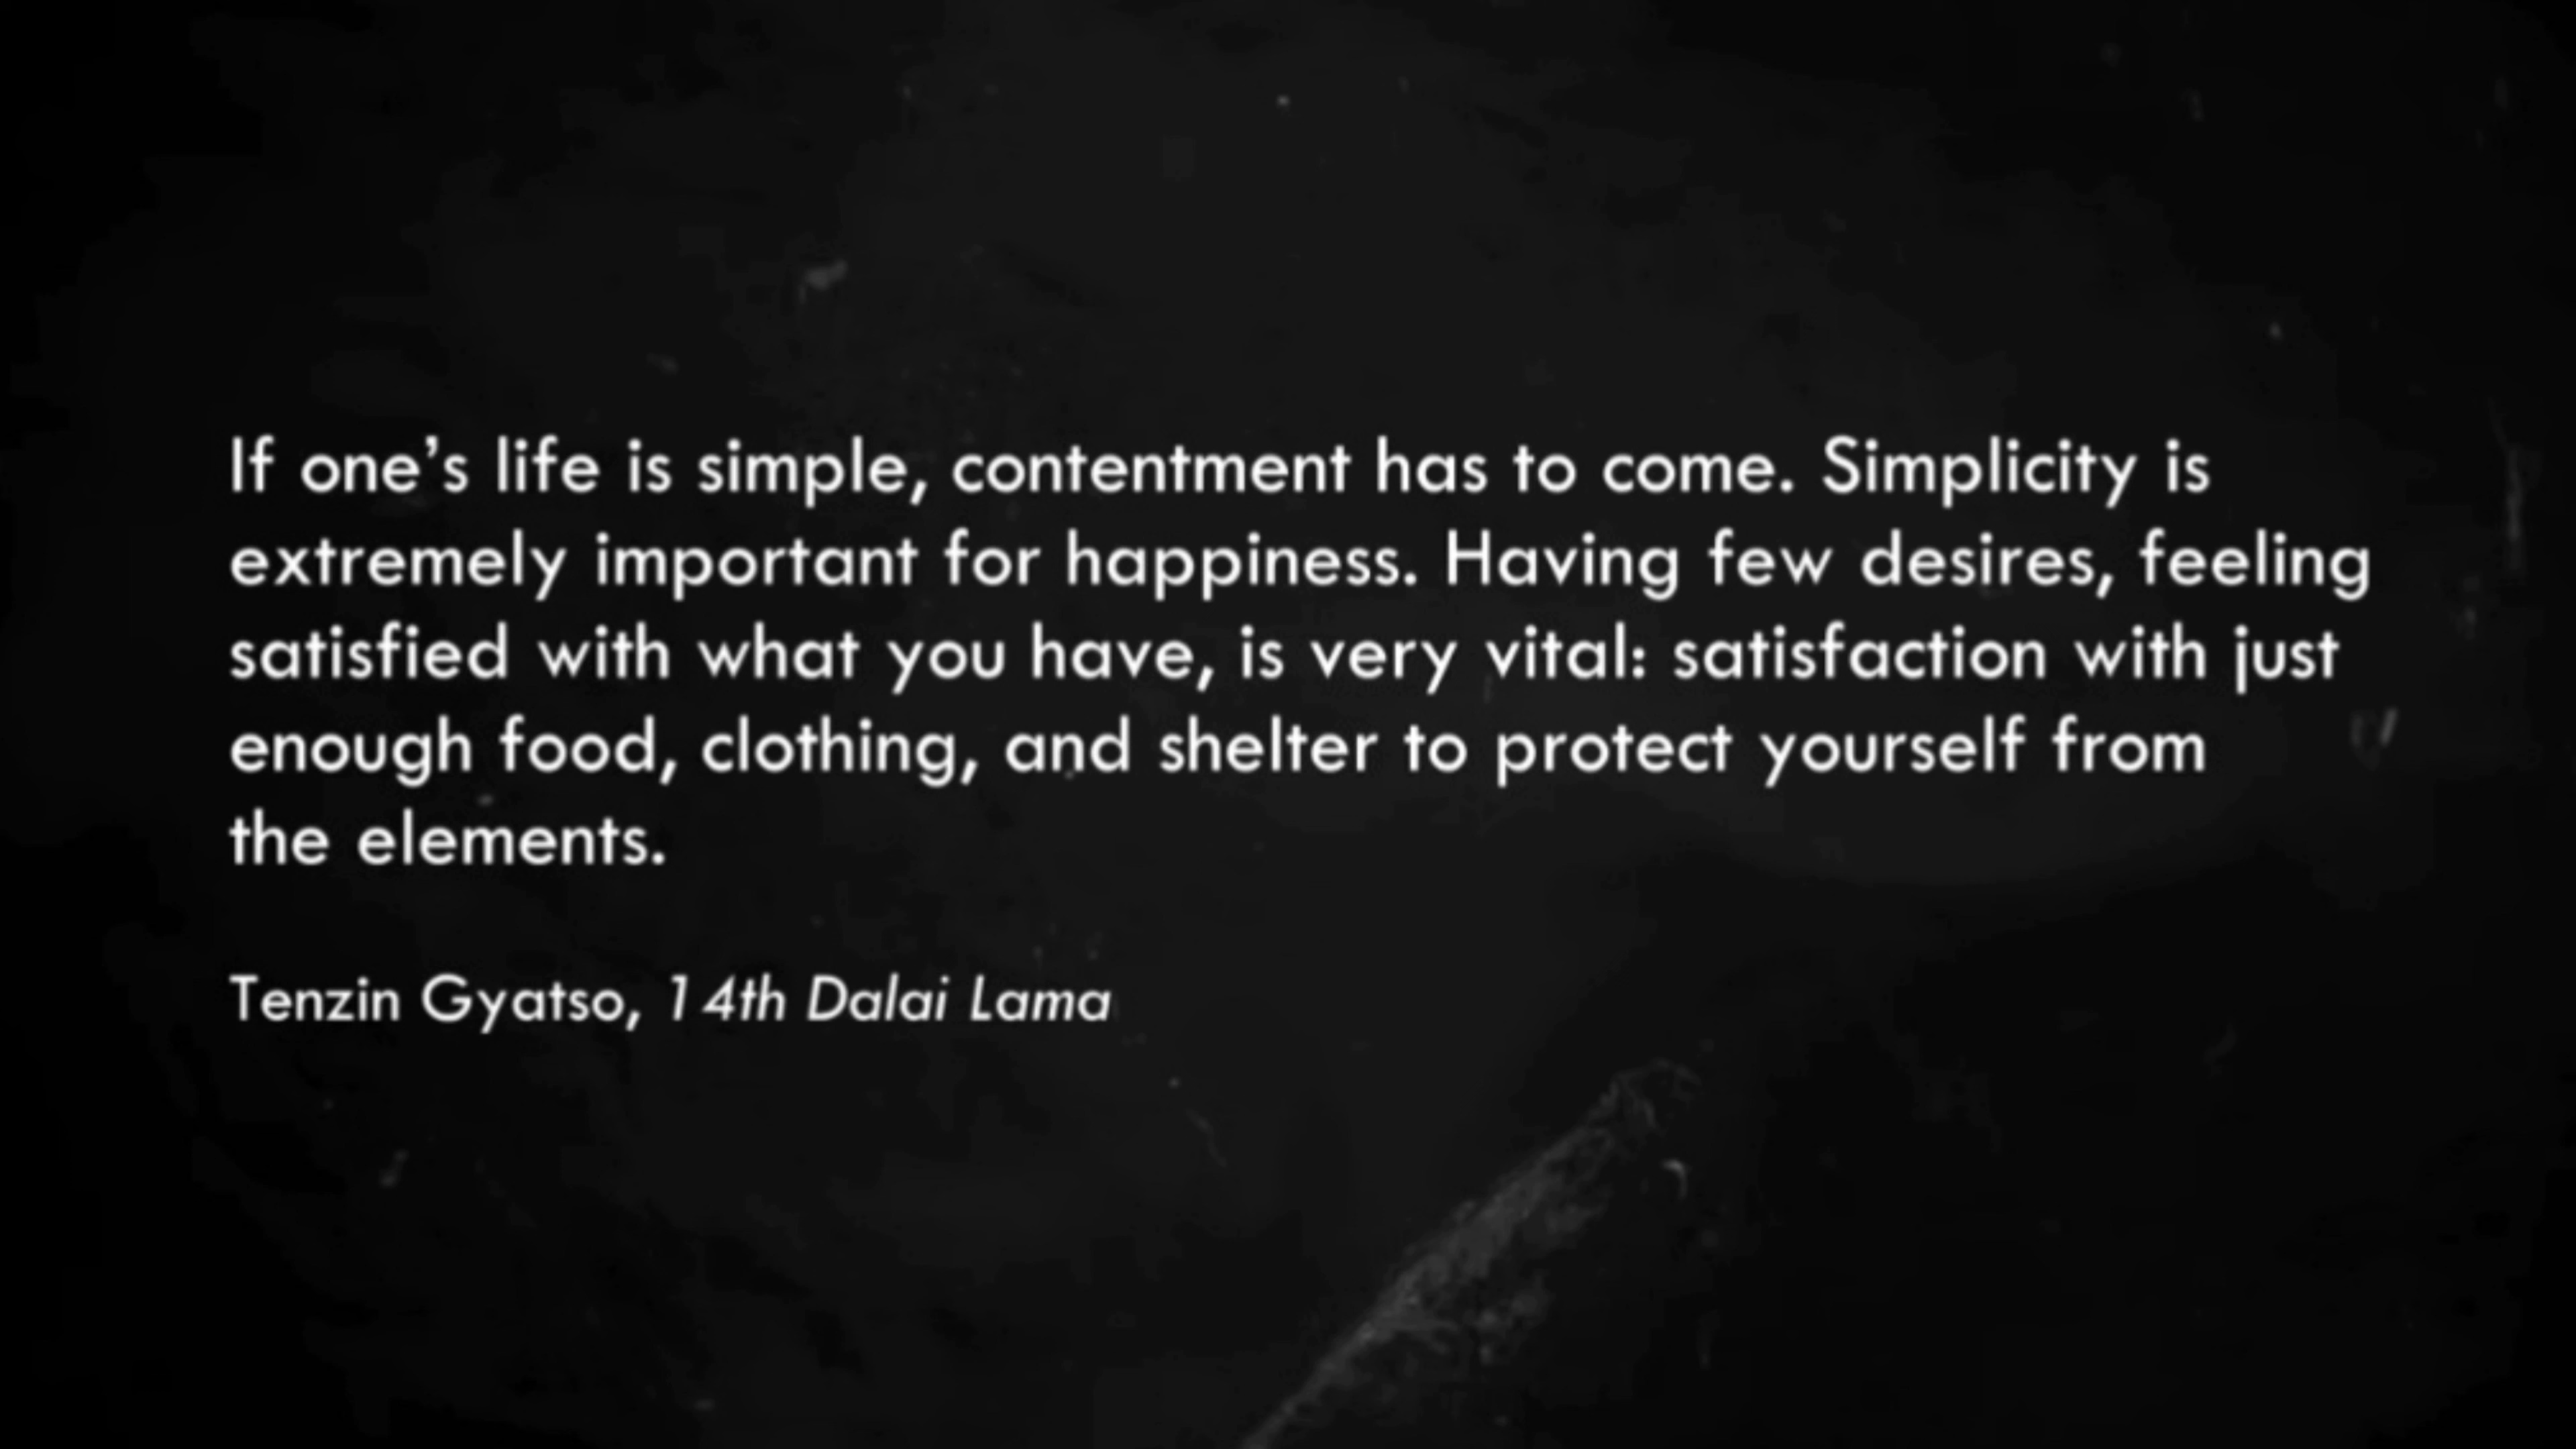 If one’s life is simple, contentment has to come. Simplicity is
extremely important for happiness. Having few desires, feeling
satisfied with what you have, is very vital: satisfaction with just
enough food, clothing, and shelter to protect yourself from
the elements.
Tenzin Gyatso, 14th Dalai Lama